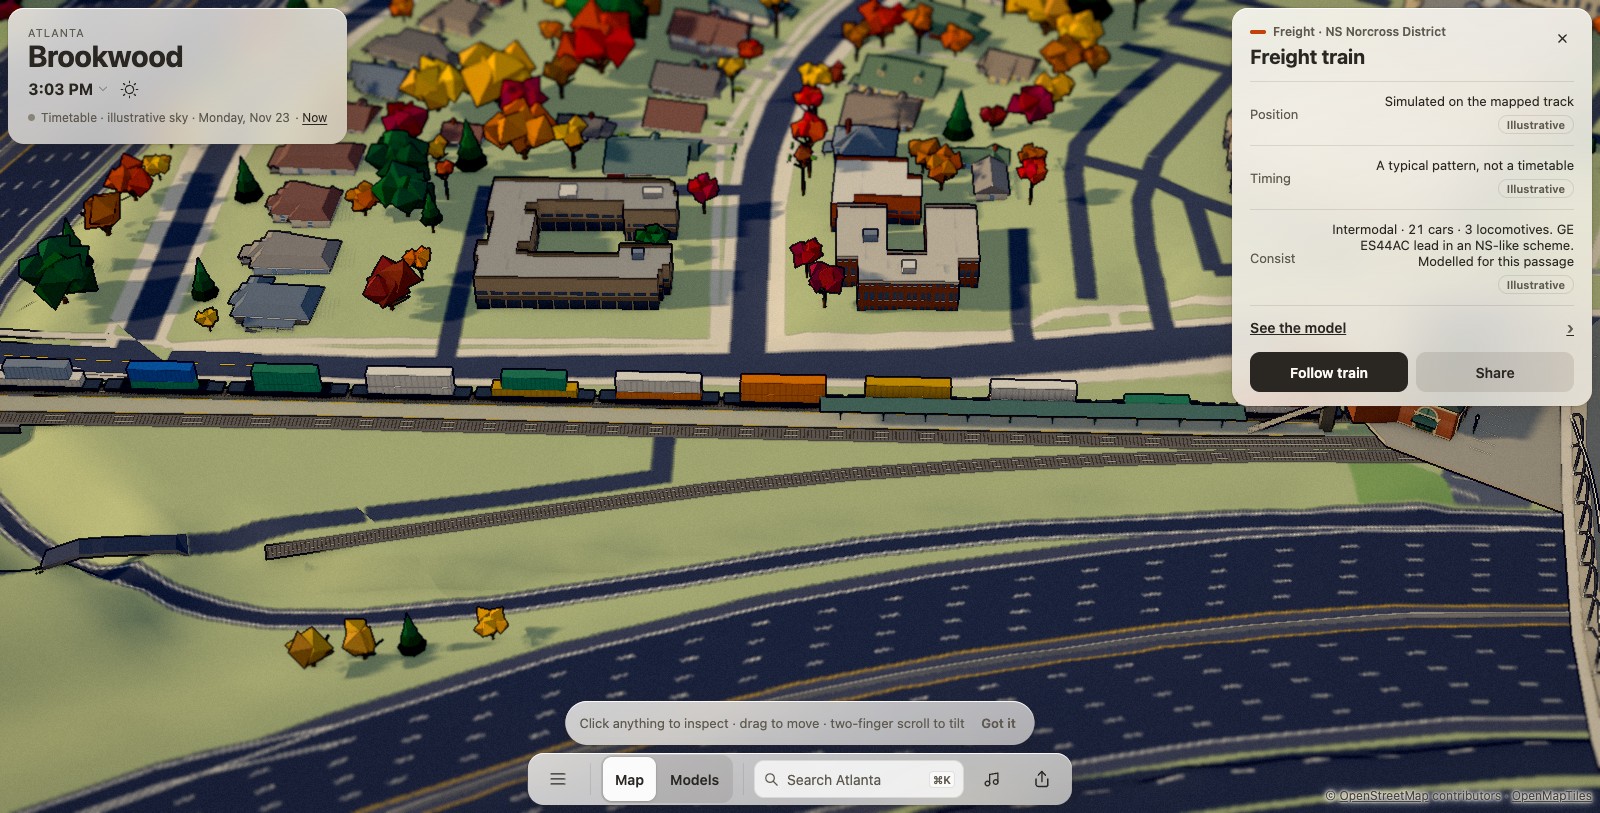 ATLANTA
Brookwood
3:03 PM
Timetable · illustrative sky · Monday, Nov 23 · Now
Freight · NS Norcross District
Freight train
Position
Simulated on the mapped track
Illustrative
Timing
A typical pattern, not a timetable
Illustrative
Consist
Intermodal · 21 cars · 3 locomotives. GE
ES44AC lead in an NS-like scheme.
Modelled for this passage
Illustrative
See the model
Follow train
Share
Click anything to inspect · drag to move · two-finger scroll to tilt
Got it
Map
Models
Search Atlanta
⌘K
© OpenStreetMap contributors · OpenMapTiles